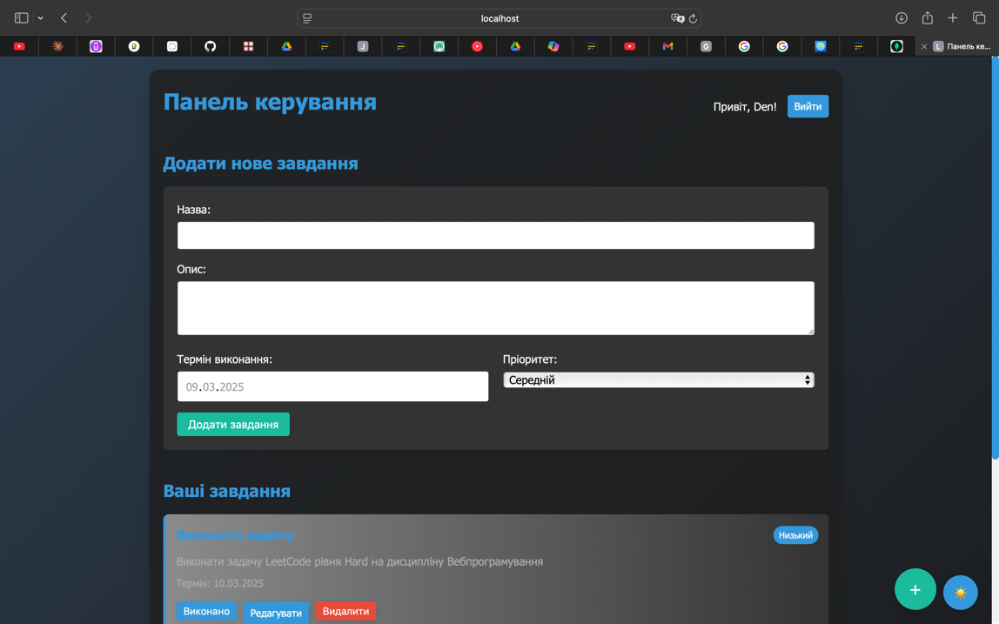 localhost
J
G
G
G
L Панель ке...
Панель керування
Привіт, Den! Вийти
Додати нове завдання
Назва:
Опис:
Термін виконання: Пріоритет:
09.03.2025 Середній
Додати завдання
Ваші завдання
Виконати задачу Низький
Виконати задачу LeetCode рівня Hard на дисципліну Вебпрограмування
Термін: 10.03.2025
Виконано Редагувати Видалити
+